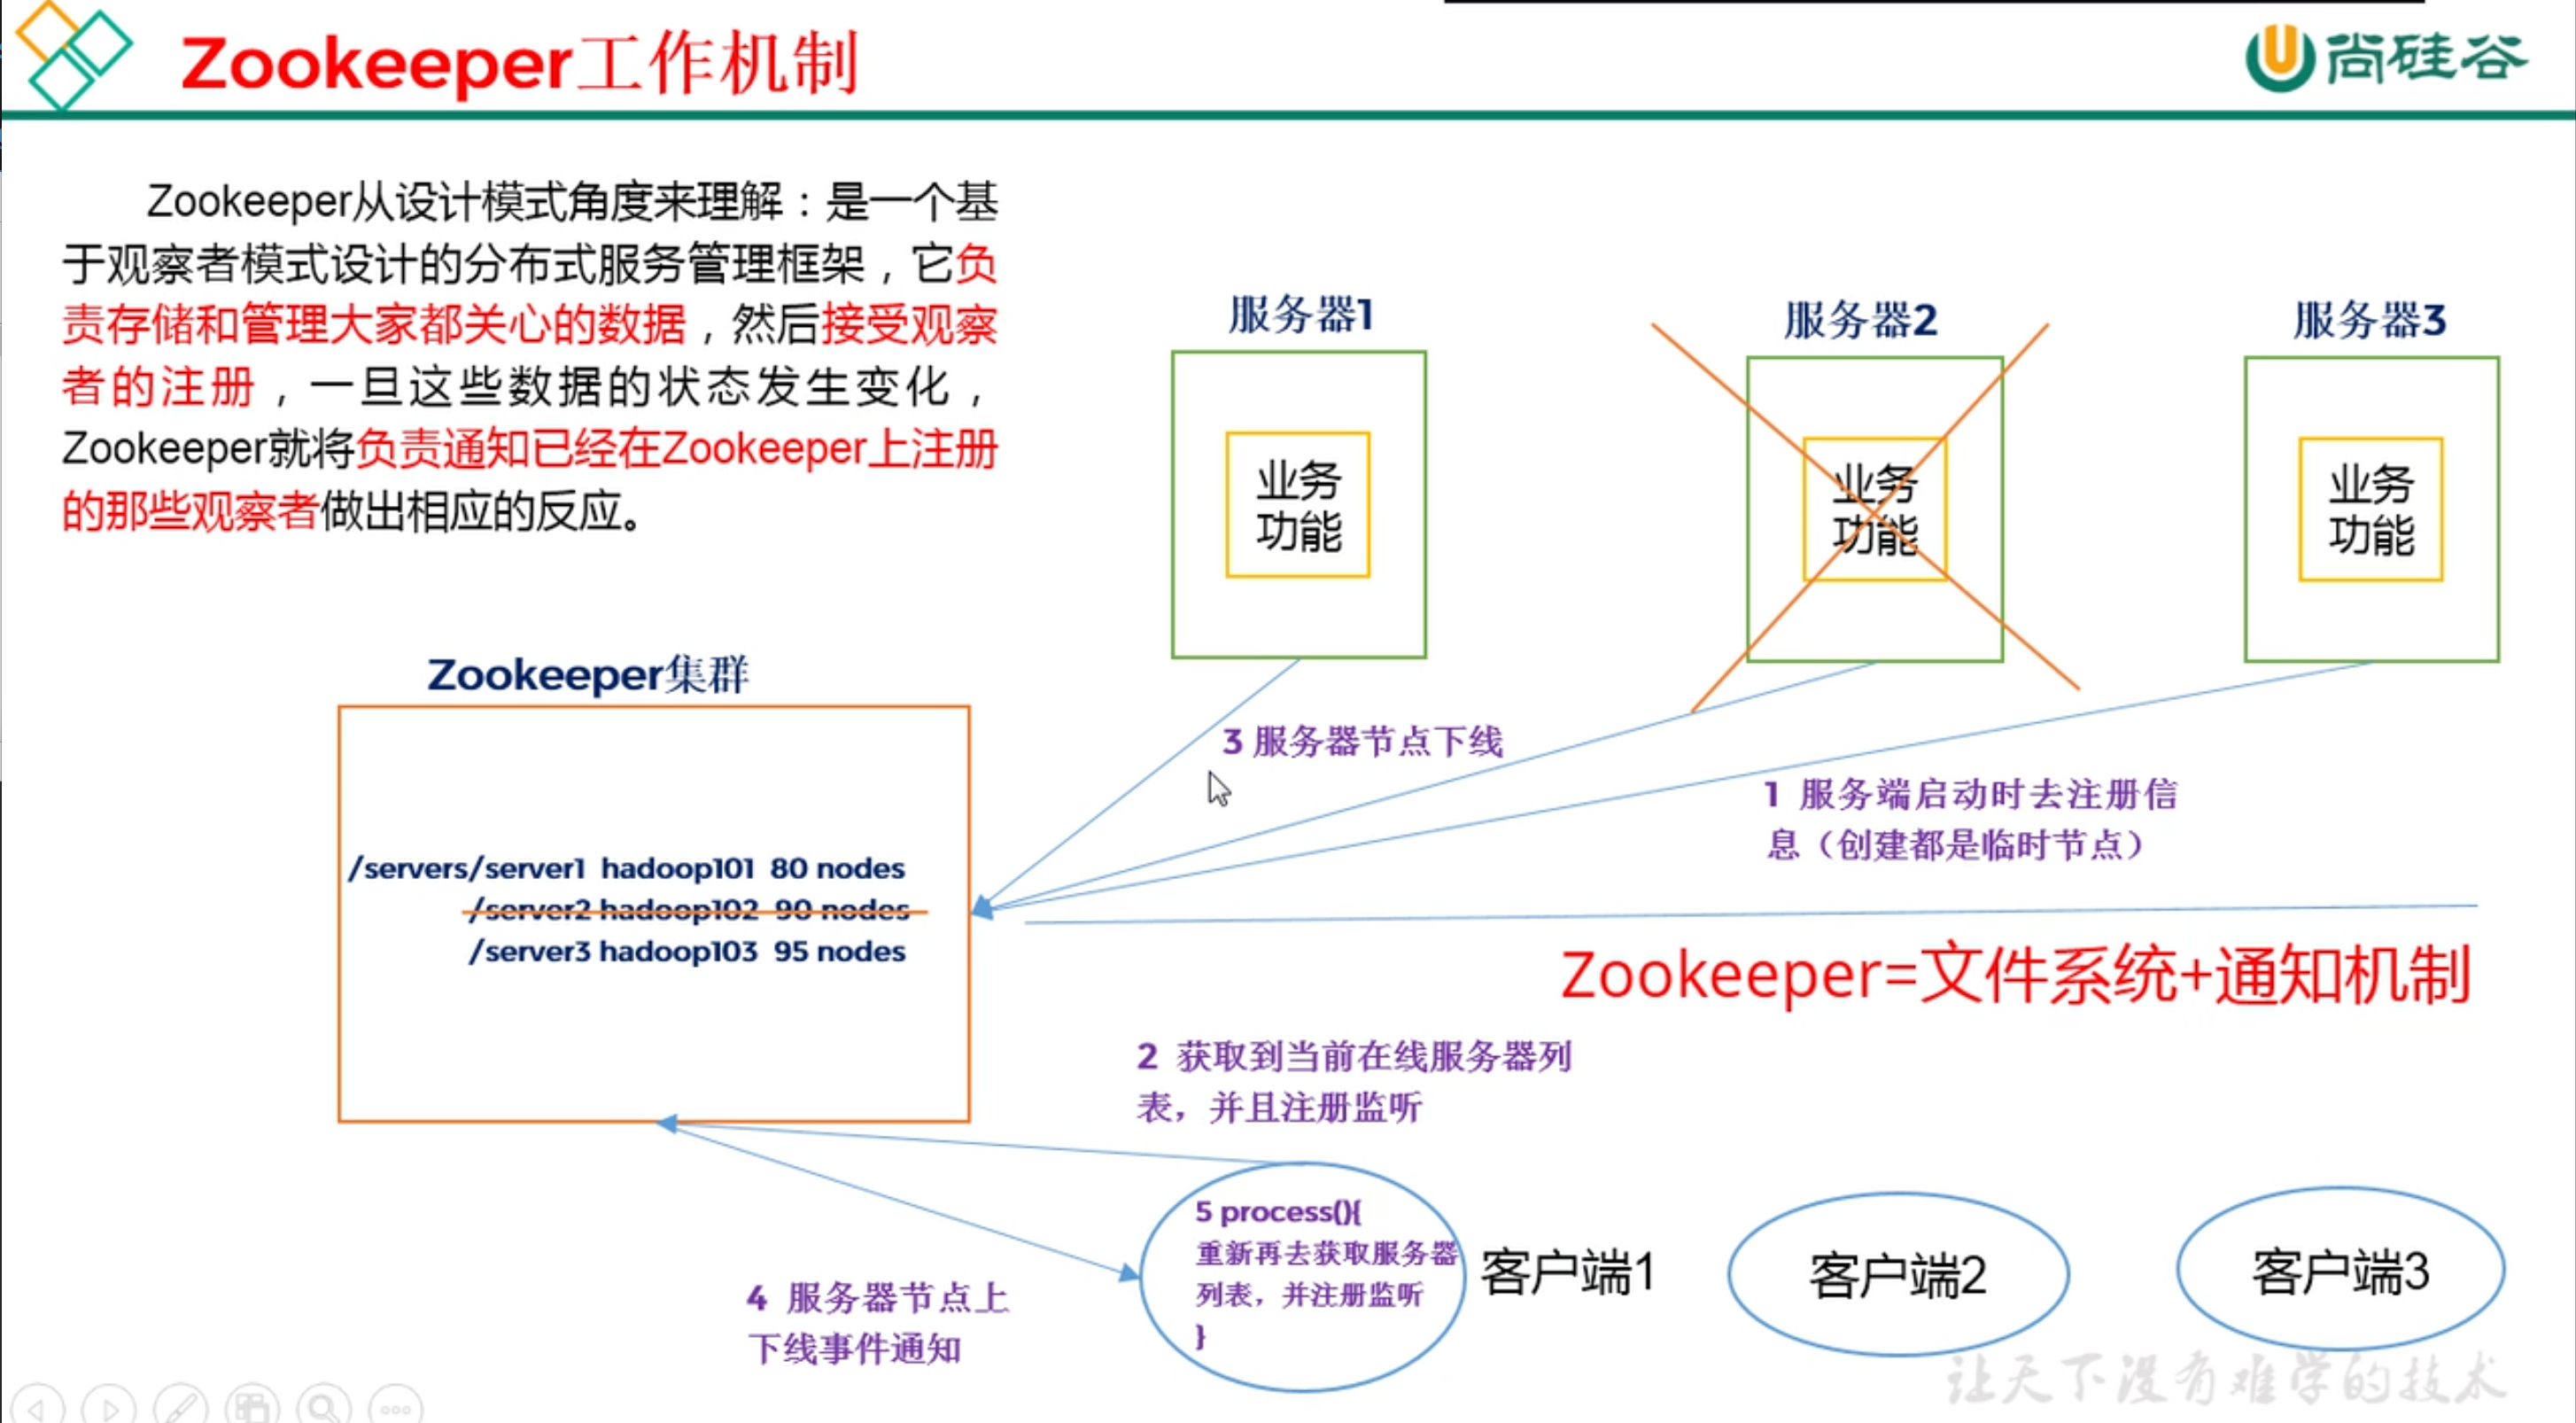 Zookeeper工作机制
尚硅谷
Zookeeper从设计模式角度来理解：是一个基
于观察者模式设计的分布式服务管理框架，它负
责存储和管理大家都关心的数据，然后接受观察
者的注册，一旦这些数据的状态发生变化，
Zookeeper就将负责通知已经在Zookeeper上注册
的那些观察者做出相应的反应。
服务器1
服务器2
服务器3
业务
功能
业务
功能
业务
功能
Zookeeper集群
/servers/server1 hadoop101 80 nodes
/server2 hadoop102 90 nodes
/server3 hadoop103 95 nodes
3 服务器节点下线
1 服务端启动时去注册信
息（创建都是临时节点）
Zookeeper=文件系统+通知机制
2 获取到当前在线服务器列
表，并且注册监听
4 服务器节点上
下线事件通知
5 process(){
重新再去获取服务器
列表，并注册监听
}
客户端1
客户端2
客户端3
让天下没有难学的技术